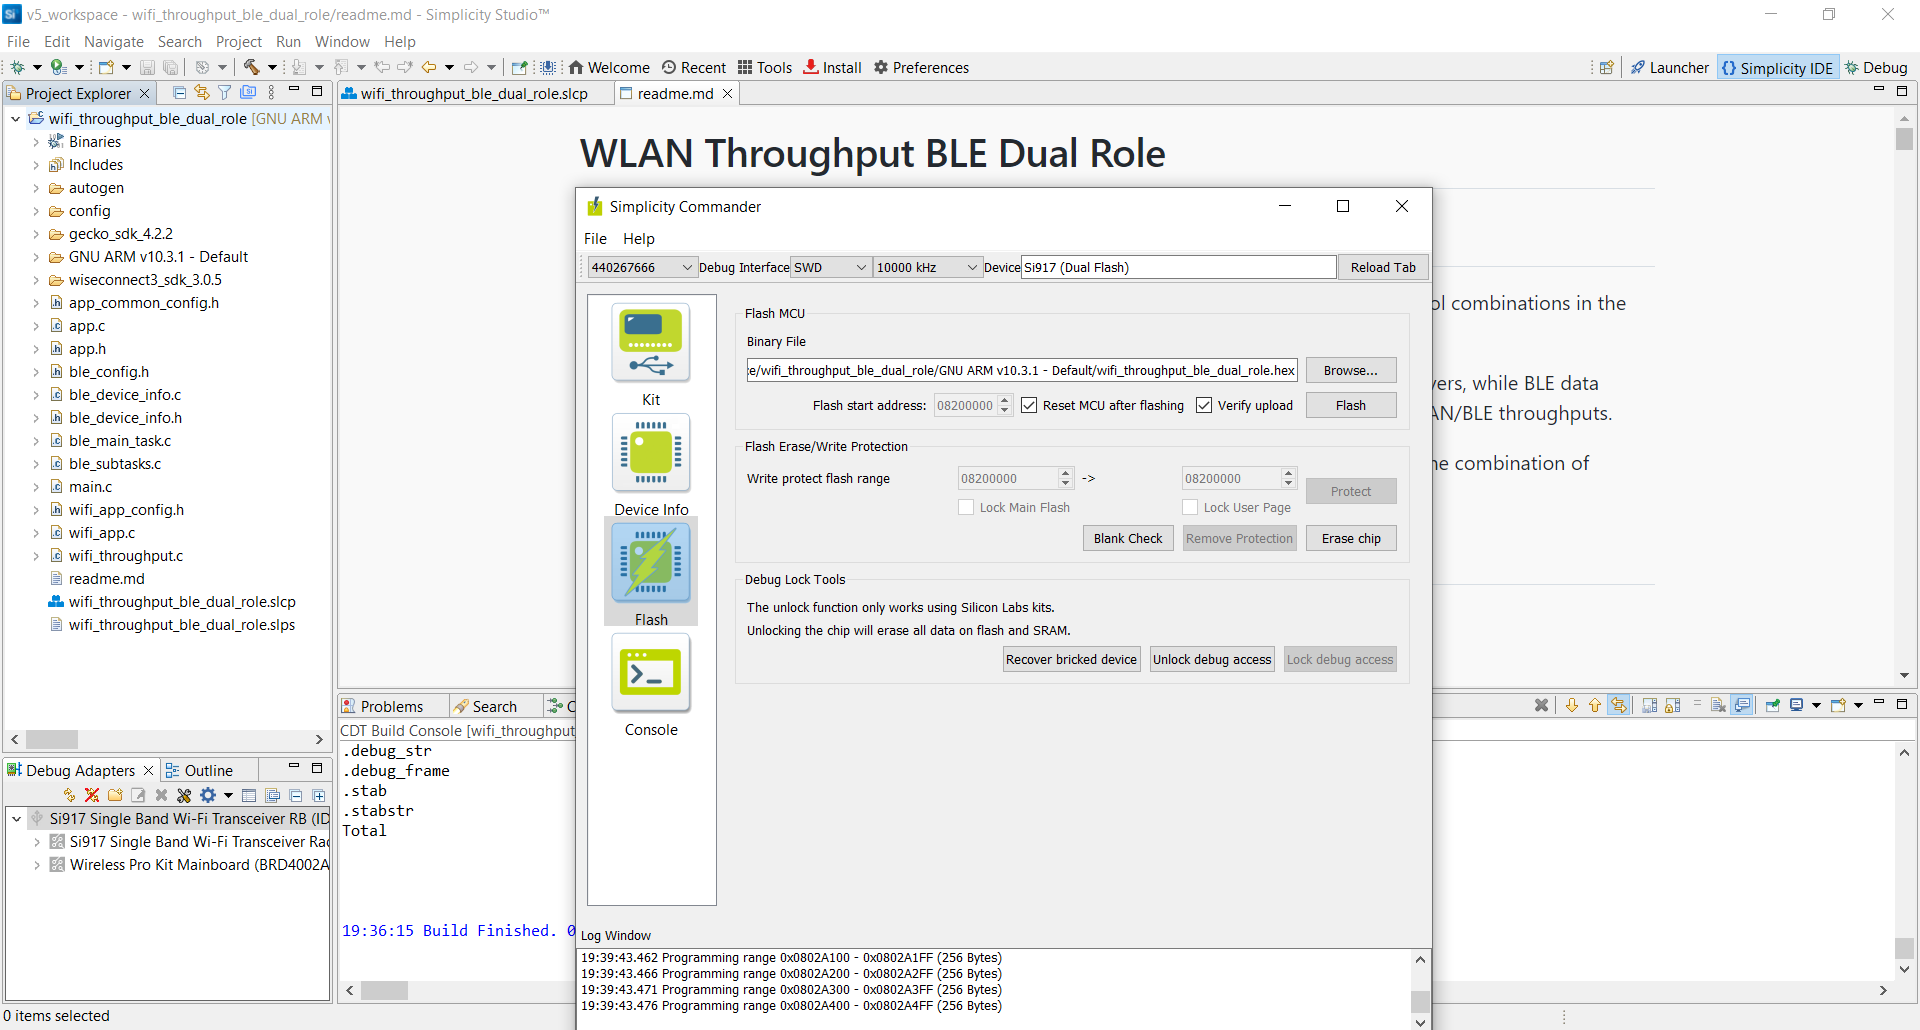 v5_workspace - wifi_throughput_ble_dual_role/readme.md - Simplicity Studio™
File Edit Navigate Search Project Run Window Help
Welcome Recent Tools Install Preferences Launcher Simplicity IDE Debug
Project Explorer
wifi_throughput_ble_dual_role [GNU ARM
Binaries
Includes
autogen
config
gecko_sdk_4.2.2
GNU ARM v10.3.1 - Default
wiseconnect3_sdk_3.0.5
app_common_config.h
app.c
app.h
ble_config.h
ble_device_info.c
ble_device_info.h
ble_main_task.c
ble_subtasks.c
main.c
wifi_app_config.h
wifi_app.c
wifi_throughput.c
readme.md
wifi_throughput_ble_dual_role.slcp
wifi_throughput_ble_dual_role.slps
Debug Adapters Outline
Si917 Single Band Wi-Fi Transceiver RB (ID
Si917 Single Band Wi-Fi Transceiver Rad
Wireless Pro Kit Mainboard (BRD4002A
0 items selected
wifi_throughput_ble_dual_role.slcp readme.md
WLAN Throughput BLE Dual Role
ol combinations in the
vers, while BLE data
AN/BLE throughputs.
he combination of
Simplicity Commander
File Help
440267666 Debug Interface SWD 10000 kHz Device Si917 (Dual Flash) Reload Tab
Kit
Device Info
Flash
Console
Flash MCU
Binary File
e/wifi_throughput_ble_dual_role/GNU ARM v10.3.1 - Default/wifi_throughput_ble_dual_role.hex Browse...
Flash start address: 08200000 Reset MCU after flashing Verify upload Flash
Flash Erase/Write Protection
Write protect flash range 08200000 -> 08200000 Protect
Lock Main Flash Lock User Page
Blank Check Remove Protection Erase chip
Debug Lock Tools
The unlock function only works using Silicon Labs kits.
Unlocking the chip will erase all data on flash and SRAM.
Recover bricked device Unlock debug access Lock debug access
Log Window
19:39:43.462 Programming range 0x0802A100 - 0x0802A1FF (256 Bytes)
19:39:43.466 Programming range 0x0802A200 - 0x0802A2FF (256 Bytes)
19:39:43.471 Programming range 0x0802A300 - 0x0802A3FF (256 Bytes)
19:39:43.476 Programming range 0x0802A400 - 0x0802A4FF (256 Bytes)
Problems Search C
CDT Build Console [wifi_throughput
.debug_str
.debug_frame
.stab
.stabstr
Total
19:36:15 Build Finished. 0